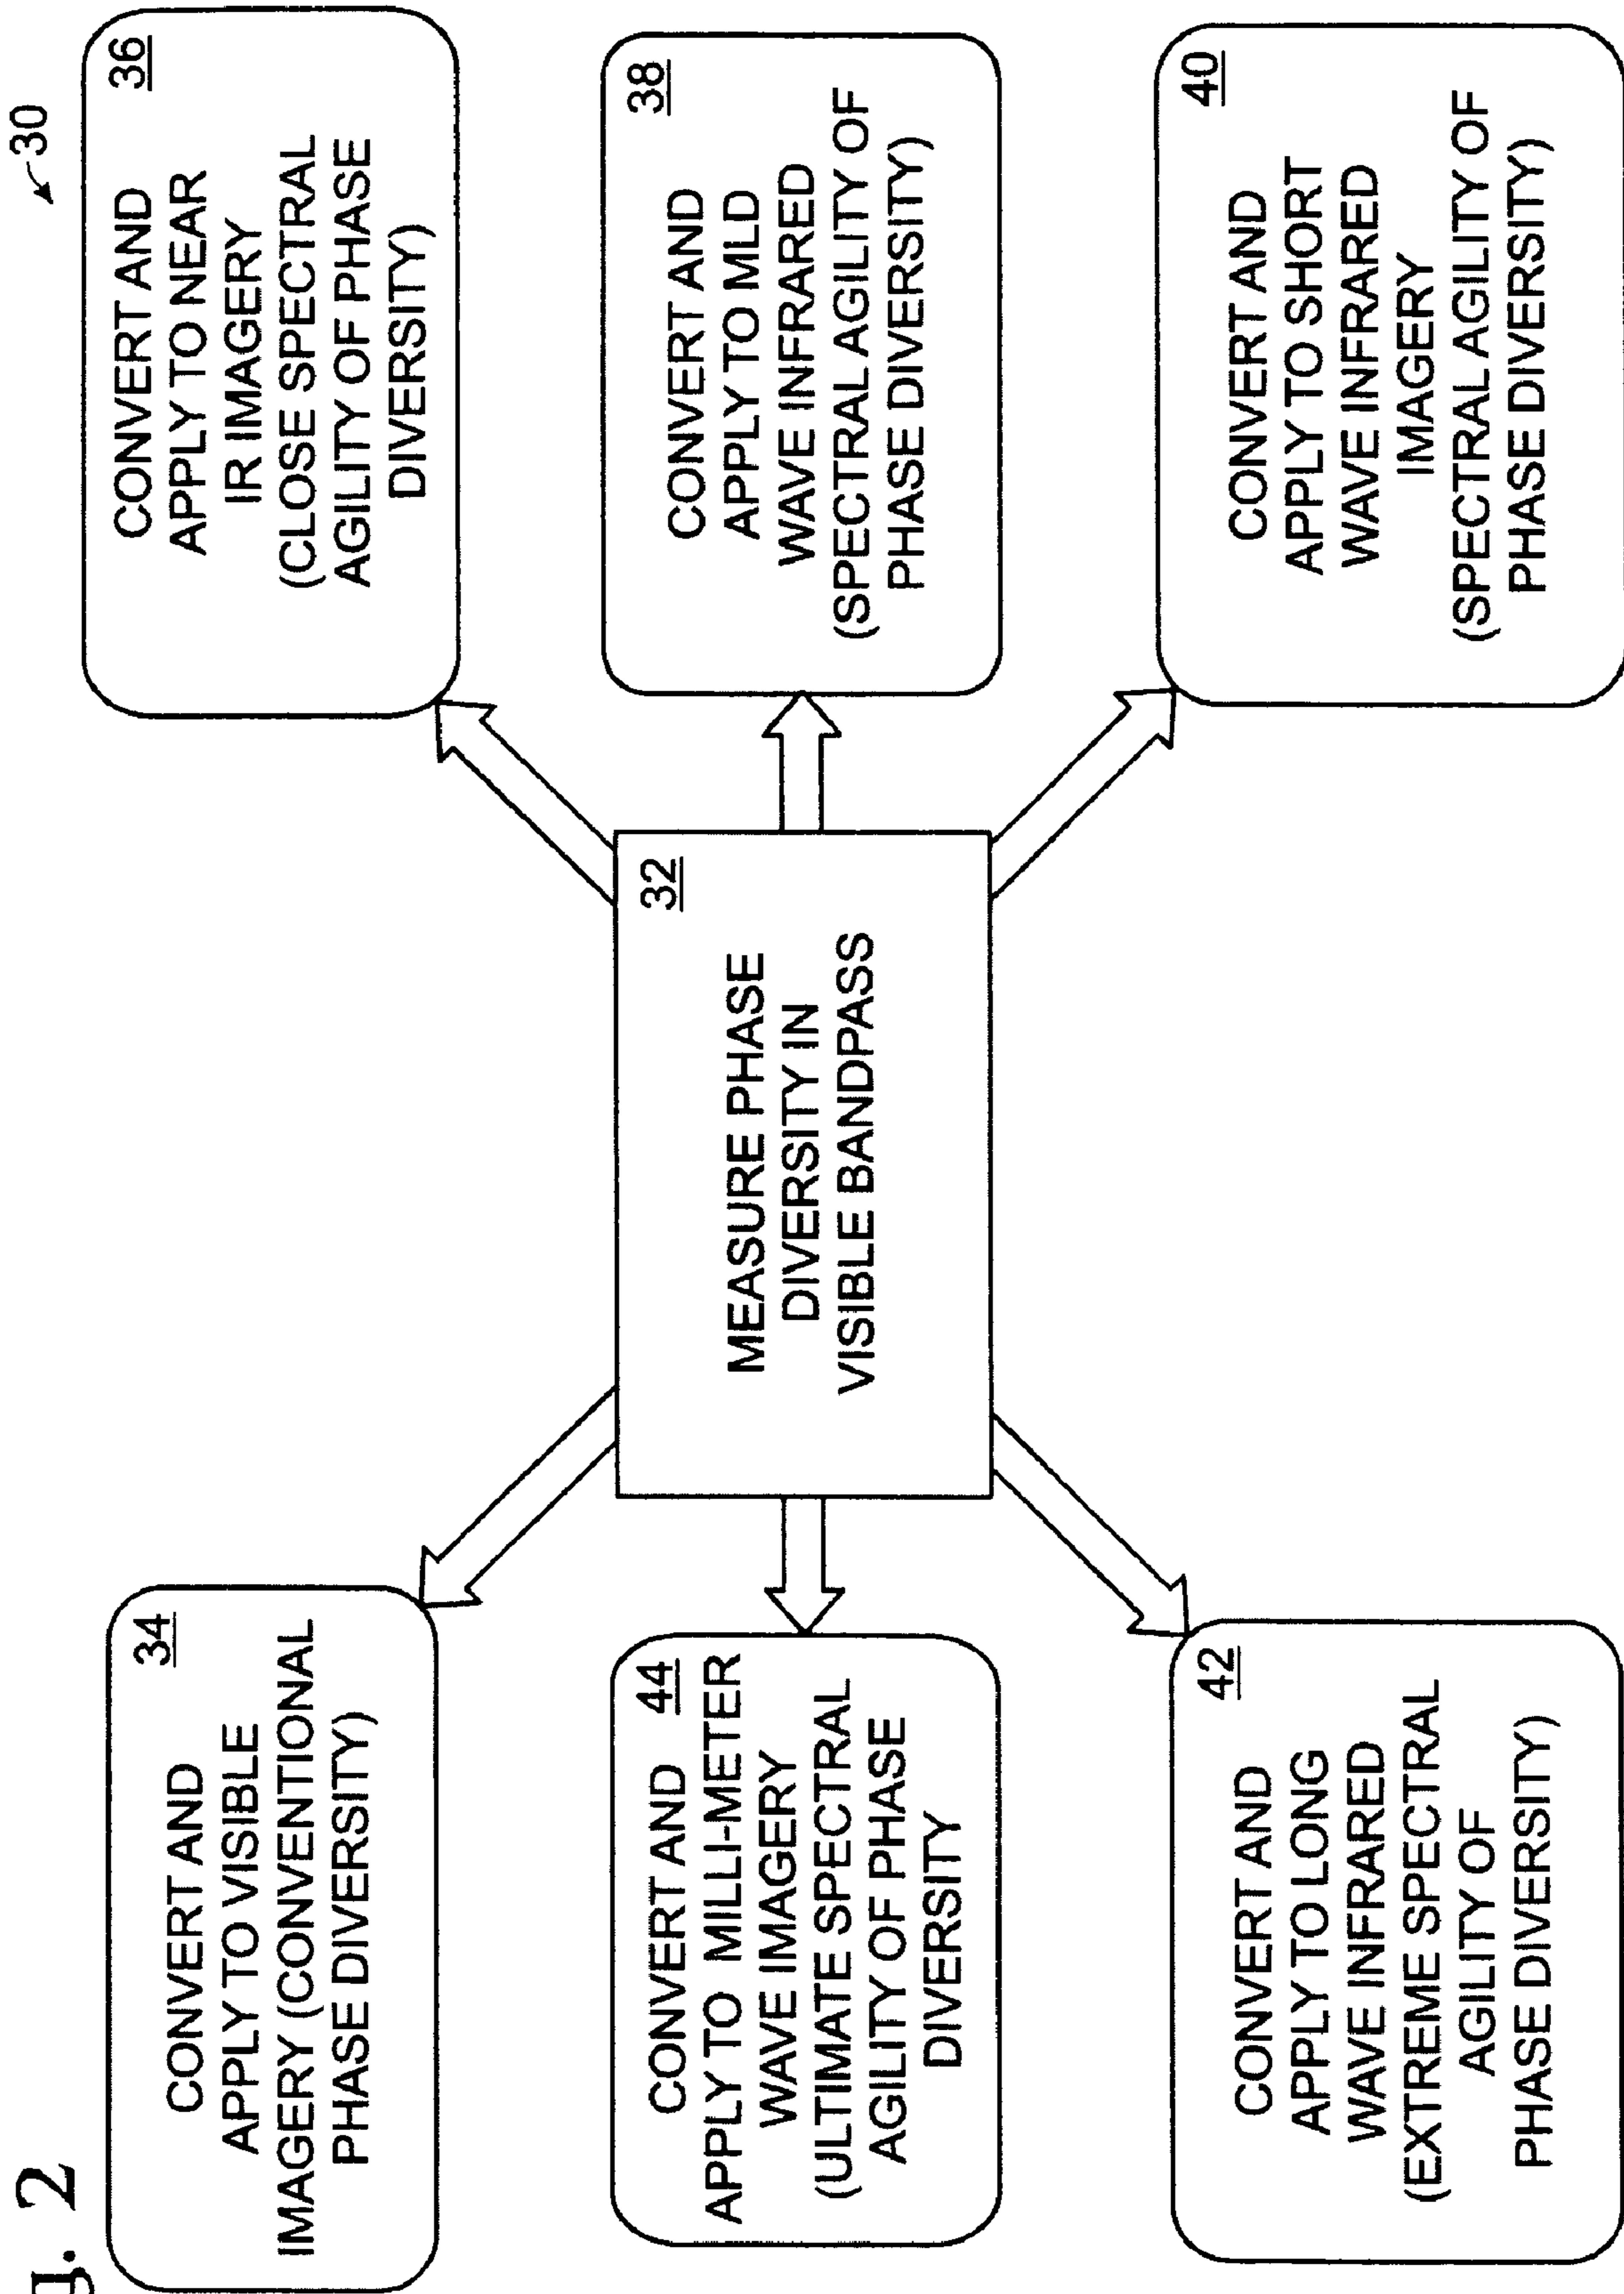 g. 2
30
34
CONVERT AND
APPLY TO VISIBLE
IMAGERY (CONVENTIONAL
PHASE DIVERSITY)
36
CONVERT AND
APPLY TO NEAR
IR IMAGERY
(CLOSE SPECTRAL
AGILITY OF PHASE
DIVERSITY)
44
CONVERT AND
APPLY TO MILLI-METER
WAVE IMAGERY
(ULTIMATE SPECTRAL
AGILITY OF PHASE
DIVERSITY
32
MEASURE PHASE
DIVERSITY IN
VISIBLE BANDPASS
38
CONVERT AND
APPLY TO MLD
WAVE INFRARED
(SPECTRAL AGILITY OF
PHASE DIVERSITY)
42
CONVERT AND
APPLY TO LONG
WAVE INFRARED
(EXTREME SPECTRAL
AGILITY OF
PHASE DIVERSITY)
40
CONVERT AND
APPLY TO SHORT
WAVE INFRARED
IMAGERY
(SPECTRAL AGILITY OF
PHASE DIVERSITY)